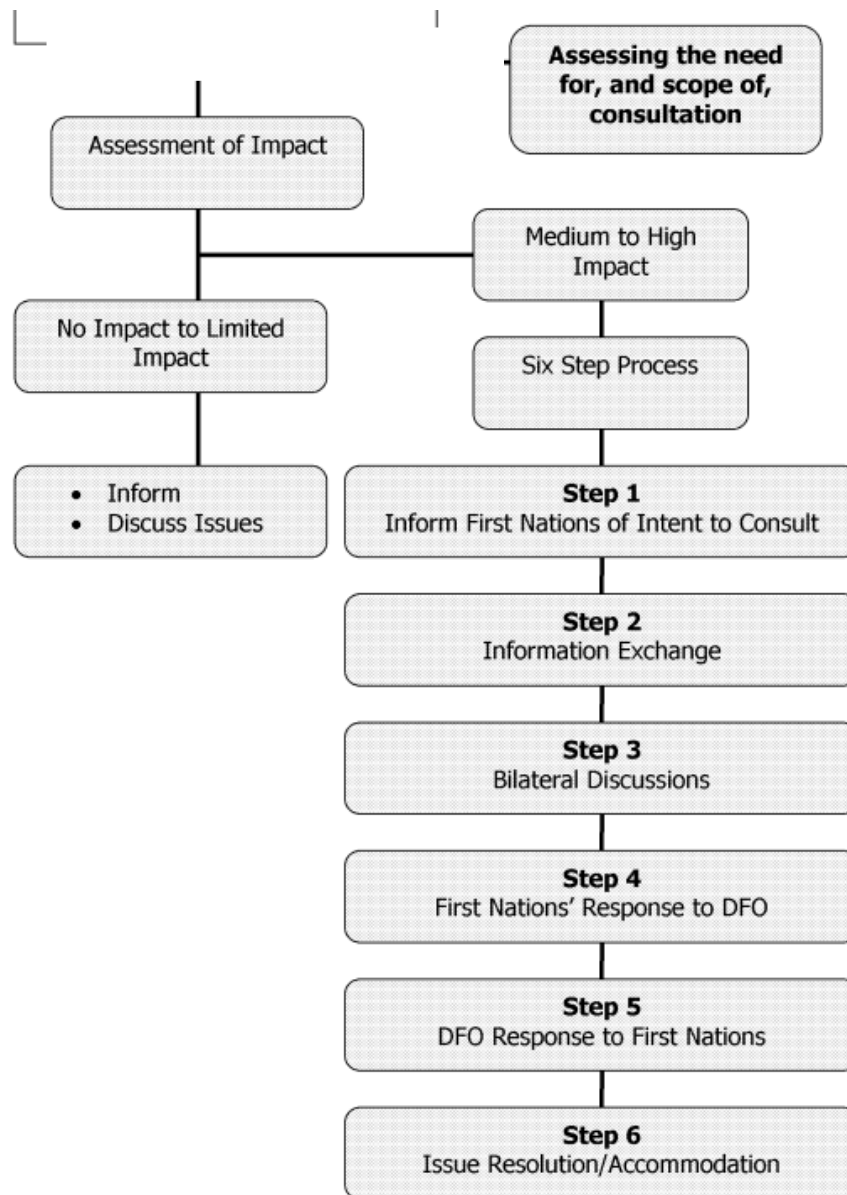 Assessing the need
for, and scope of,
consultation
Assessment of Impact
Medium to High
Impact
No Impact to Limited
Impact
Six Step Process
• Inform
• Discuss Issues
Step 1
Inform First Nations of Intent to Consult
Step 2
Information Exchange
Step 3
Bilateral Discussions
Step 4
First Nations’ Response to DFO
Step 5
DFO Response to First Nations
Step 6
Issue Resolution/Accommodation